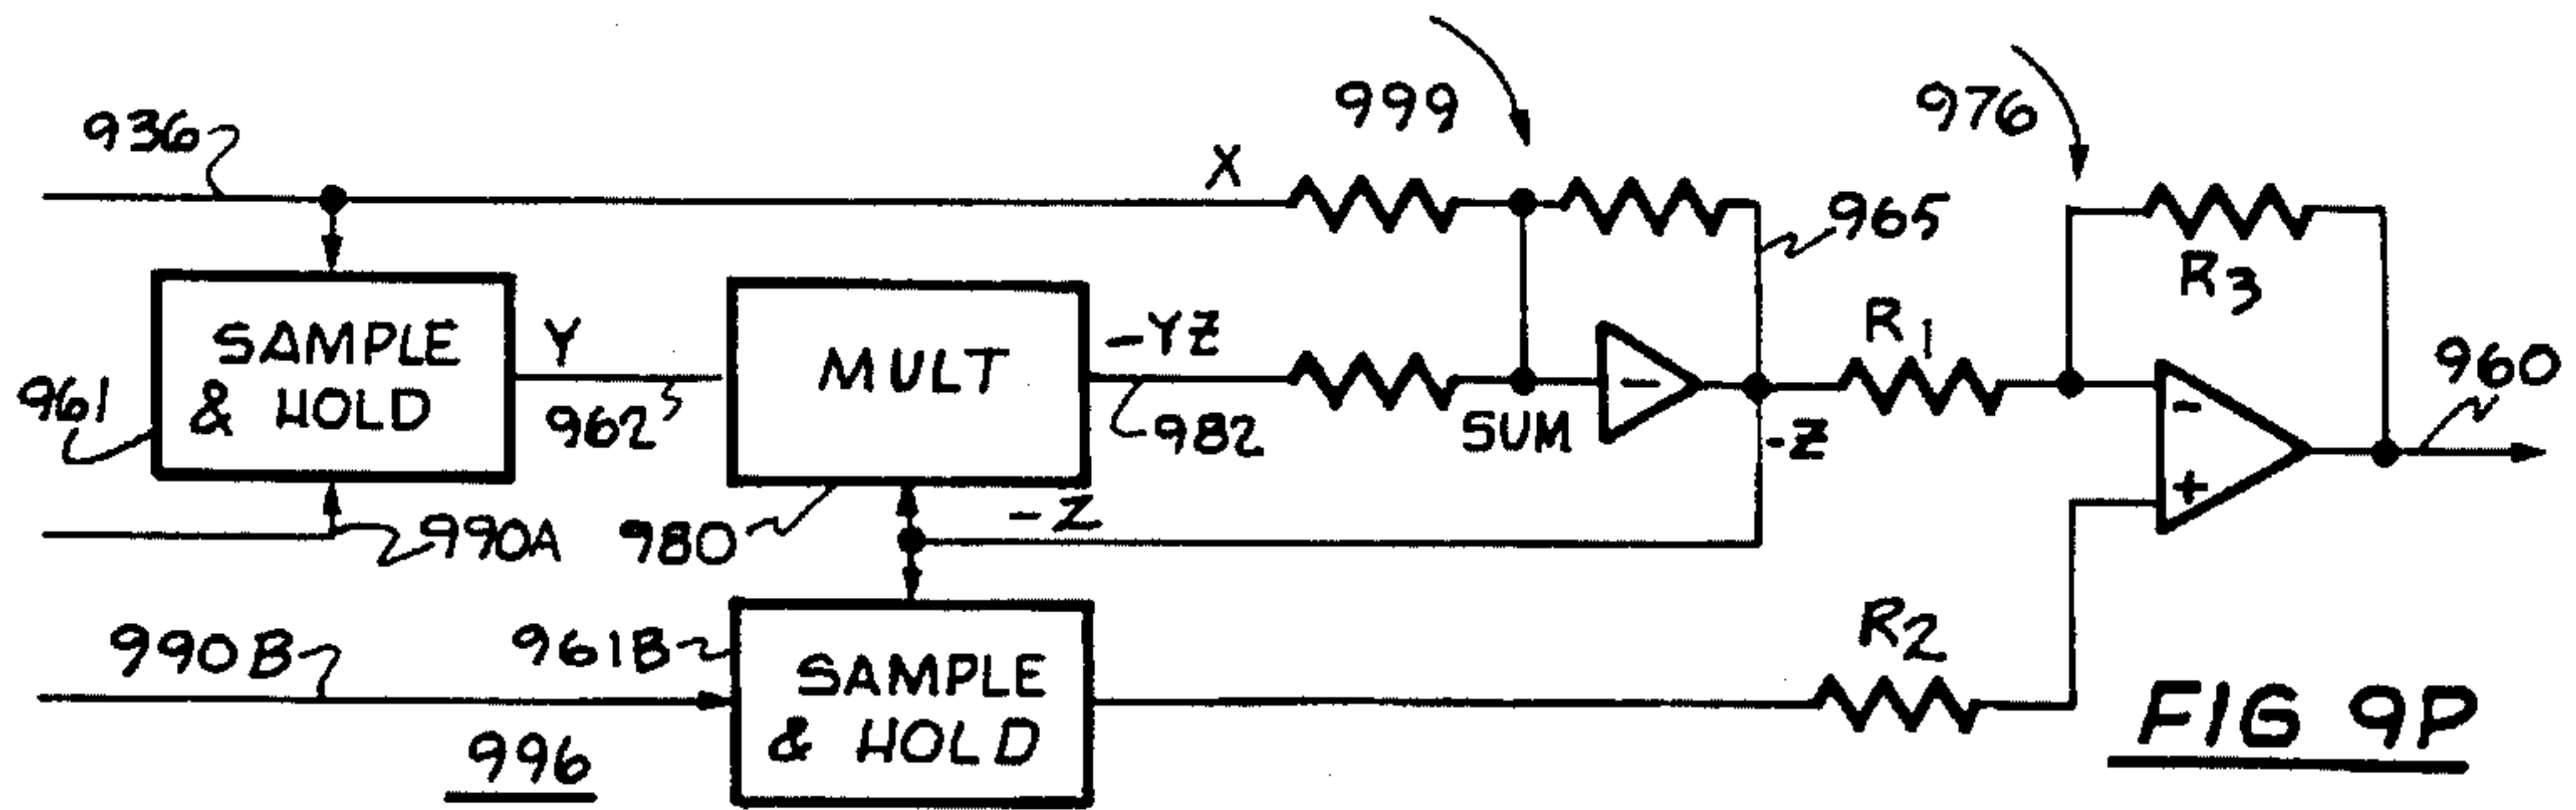 936
999
976
X
965
R3
SAMPLE
& HOLD
961
Y
962
MULT
-YZ
982
SUM
-
-Z
R1
-
+
960
990A
980
-Z
990B
961B
SAMPLE
& HOLD
R2
996
FIG 9P